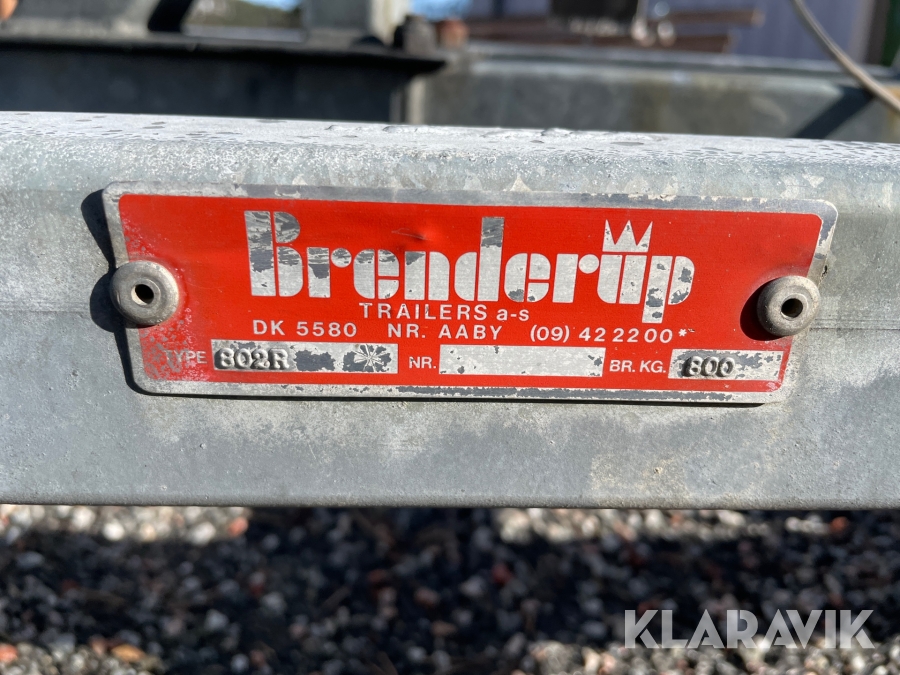 Brenderup
TRAILERS a-s
DK 5580 NR. AABY (09) 42 22 00*
TYPE 802R NR. BR. KG. 800
KLARAVIK